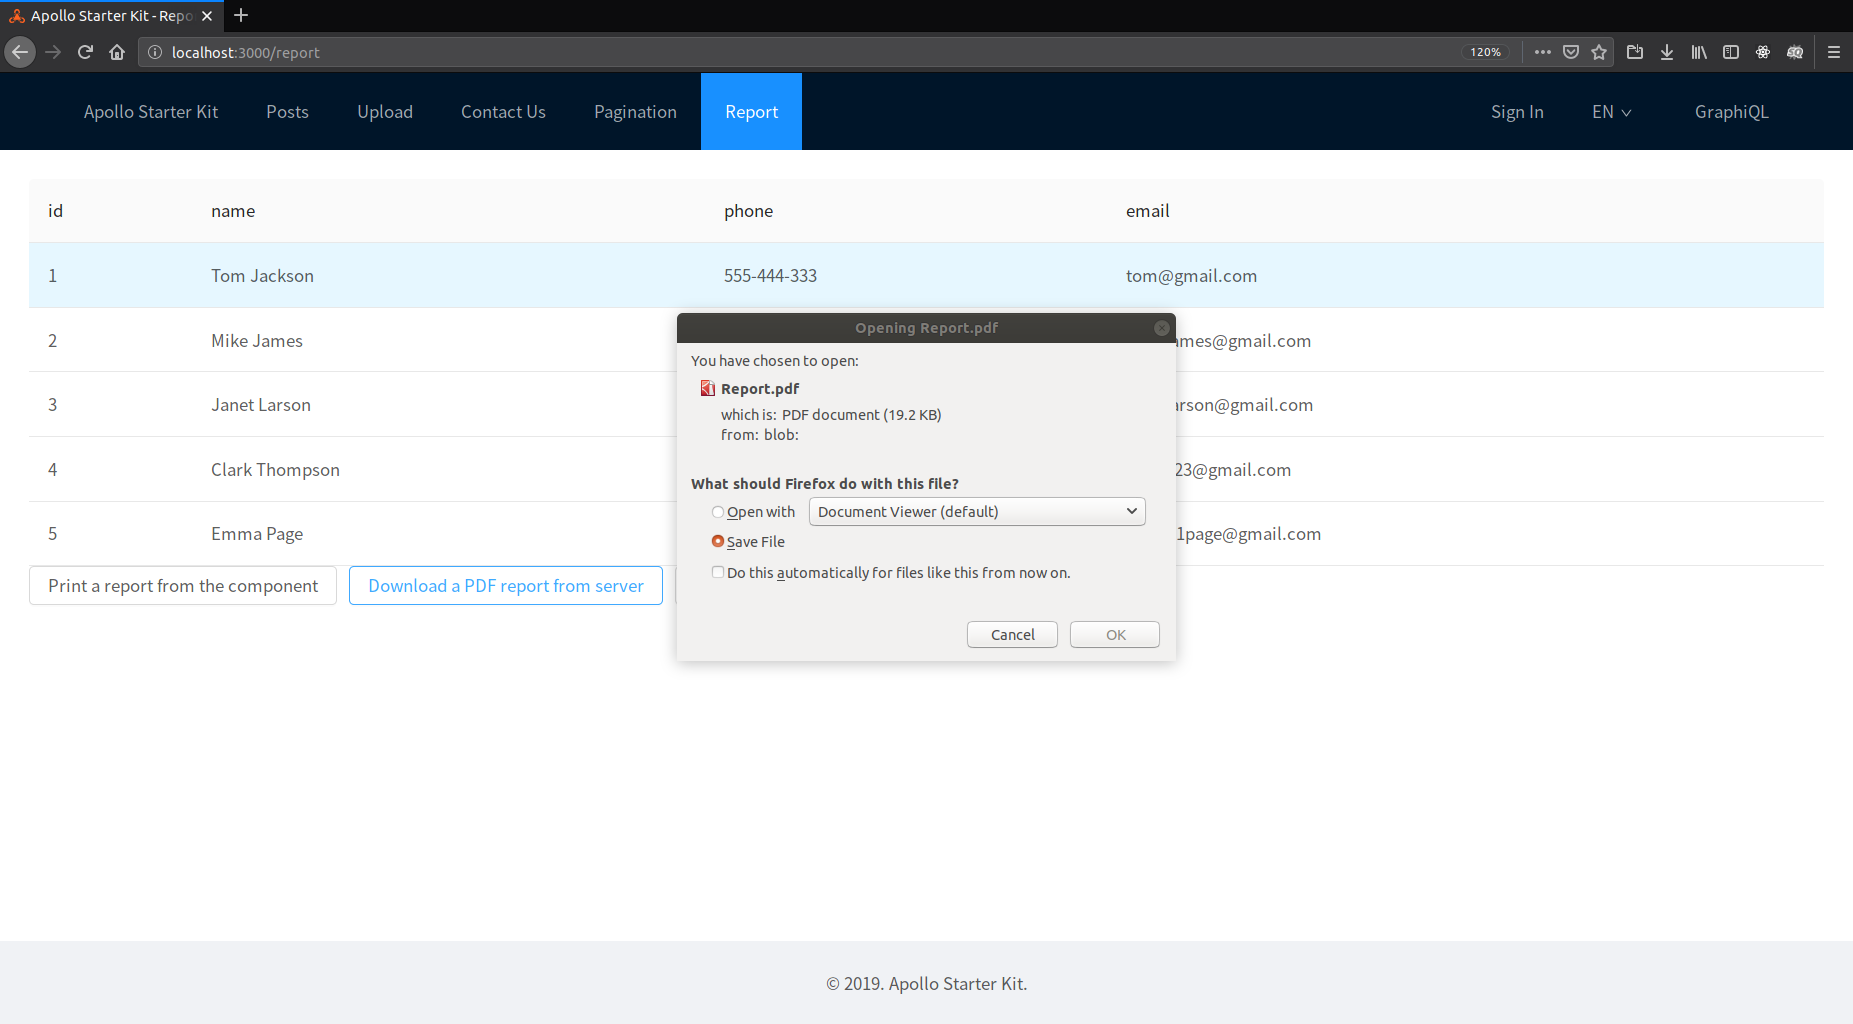 Apollo Starter Kit - Repo
localhost:3000/report
120%
Apollo Starter Kit Posts Upload Contact Us Pagination Report Sign In EN GraphiQL
id name phone email
1 Tom Jackson 555-444-333 tom@gmail.com
Opening Report.pdf
2 Mike James ames@gmail.com
You have chosen to open:
Report.pdf
3 Janet Larson arson@gmail.com
which is: PDF document (19.2 KB)
from: blob:
4 Clark Thompson 23@gmail.com
What should Firefox do with this file?
Open with Document Viewer (default)
5 Emma Page 1page@gmail.com
Save File
Do this automatically for files like this from now on.
Print a report from the component Download a PDF report from server
Cancel OK
© 2019. Apollo Starter Kit.